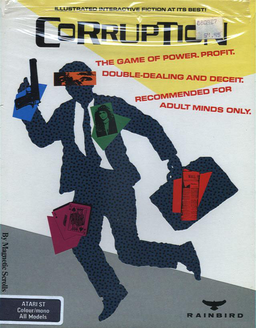 ILLUSTRATED INTERACTIVE FICTION AT ITS BEST!
CORRUPTION
THE GAME OF POWER. PROFIT.
DOUBLE-DEALING AND DECEIT.
RECOMMENDED FOR
ADULT MINDS ONLY.
By Magnetic Scrolls
ATARI ST
Colour/mono
All Models
RAINBIRD